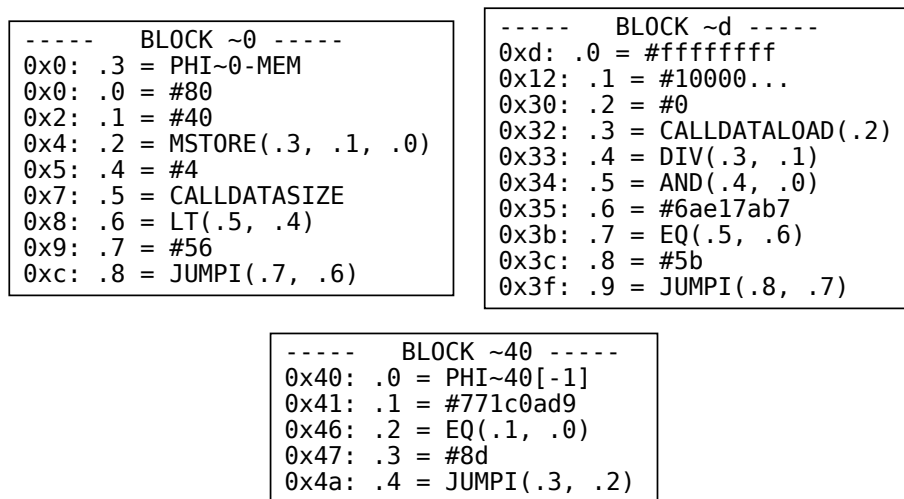 -----   BLOCK ~0 -----
0x0: .3 = PHI~0-MEM
0x0: .0 = #80
0x2: .1 = #40
0x4: .2 = MSTORE(.3, .1, .0)
0x5: .4 = #4
0x7: .5 = CALLDATASIZE
0x8: .6 = LT(.5, .4)
0x9: .7 = #56
0xc: .8 = JUMPI(.7, .6)
-----   BLOCK ~d -----
0xd: .0 = #ffffffff
0x12: .1 = #10000...
0x30: .2 = #0
0x32: .3 = CALLDATALOAD(.2)
0x33: .4 = DIV(.3, .1)
0x34: .5 = AND(.4, .0)
0x35: .6 = #6ae17ab7
0x3b: .7 = EQ(.5, .6)
0x3c: .8 = #5b
0x3f: .9 = JUMPI(.8, .7)
-----   BLOCK ~40 -----
0x40: .0 = PHI~40[-1]
0x41: .1 = #771c0ad9
0x46: .2 = EQ(.1, .0)
0x47: .3 = #8d
0x4a: .4 = JUMPI(.3, .2)